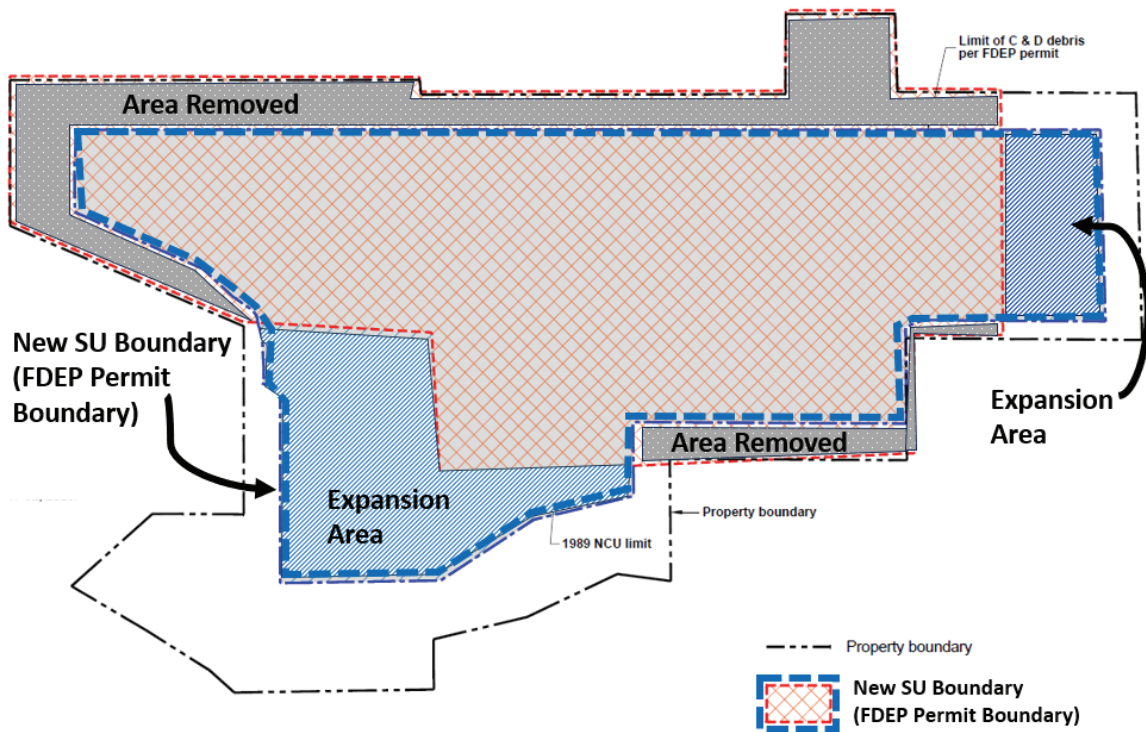 Limit of C & D debris
per FDEP permit
Area Removed
New SU Boundary
(FDEP Permit
Boundary)
Expansion
Area
Area Removed
Expansion
Area
Property boundary
1989 NCU limit
Property boundary
New SU Boundary
(FDEP Permit Boundary)